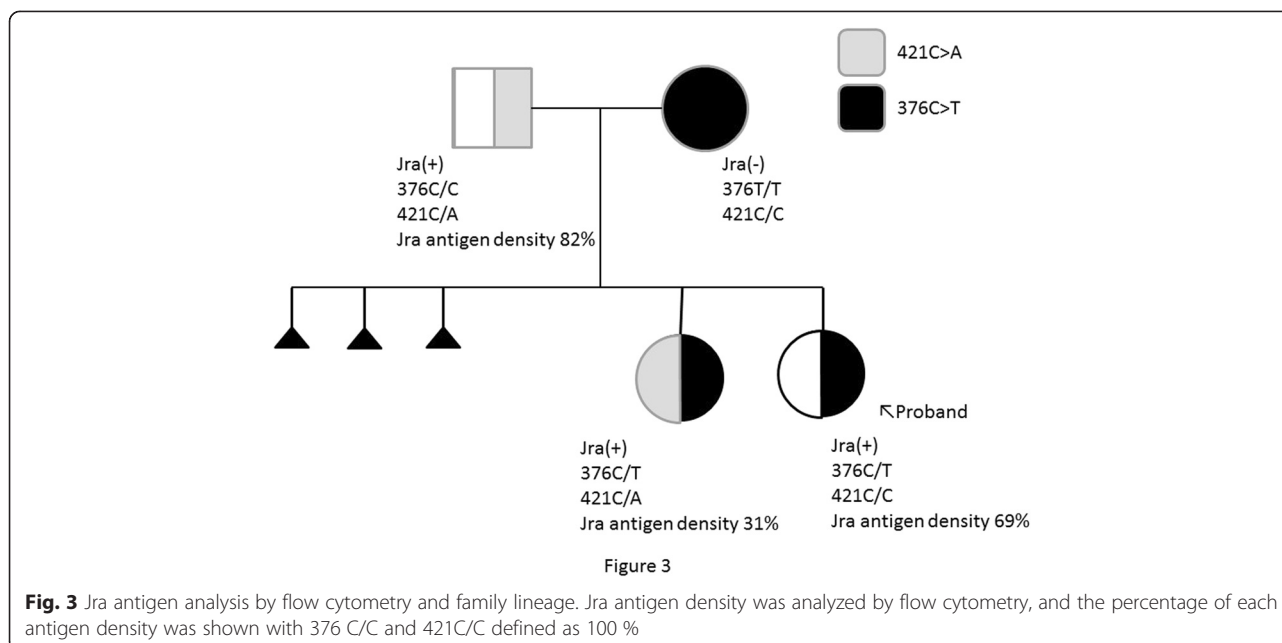 421C>A
376C>T
Jra(+)
376C/C
421C/A
Jra antigen density 82%
Jra(-)
376T/T
421C/C
Proband
Jra(+)
376C/T
421C/A
Jra antigen density 31%
Jra(+)
376C/T
421C/C
Jra antigen density 69%
Figure 3
Fig. 3 Jra antigen analysis by flow cytometry and family lineage. Jra antigen density was analyzed by flow cytometry, and the percentage of each
antigen density was shown with 376 C/C and 421C/C defined as 100 %